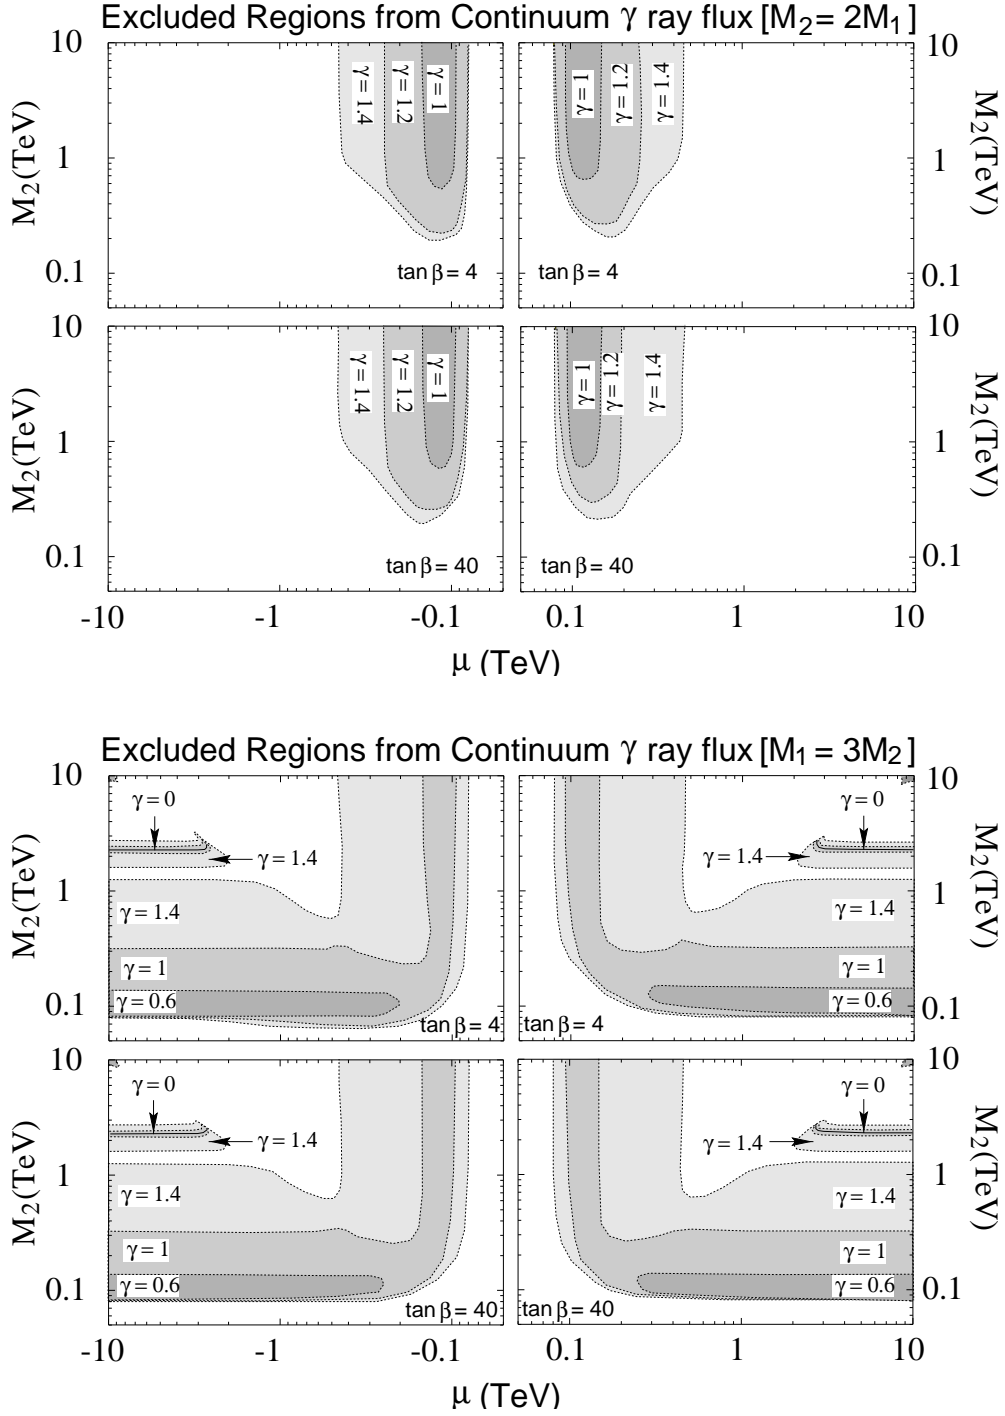 Excluded Regions from Continuum γ ray flux [M₂ = 2M₁]
10 10
γ = 1.4 γ = 1.2 γ = 1 γ = 1 γ = 1.2 γ = 1.4
M₂(TeV) M₂(TeV)
1 1
0.1 tan β = 4 tan β = 4 0.1
10 10
γ = 1.4 γ = 1.2 γ = 1 γ = 1 γ = 1.2 γ = 1.4
M₂(TeV) M₂(TeV)
1 1
0.1 tan β = 40 tan β = 40 0.1
-10 -1 -0.1 0.1 1 10
μ (TeV)
Excluded Regions from Continuum γ ray flux [M₁ = 3M₂]
10 10
γ = 0 γ = 0
γ = 1.4 γ = 1.4
M₂(TeV) M₂(TeV)
1 1
γ = 1.4 γ = 1.4
γ = 1 γ = 1
0.1 γ = 0.6 γ = 0.6 0.1
tan β = 4 tan β = 4
10 10
γ = 0 γ = 0
γ = 1.4 γ = 1.4
M₂(TeV) M₂(TeV)
1 1
γ = 1.4 γ = 1.4
γ = 1 γ = 1
0.1 γ = 0.6 γ = 0.6 0.1
tan β = 40 tan β = 40
-10 -1 -0.1 0.1 1 10
μ (TeV)